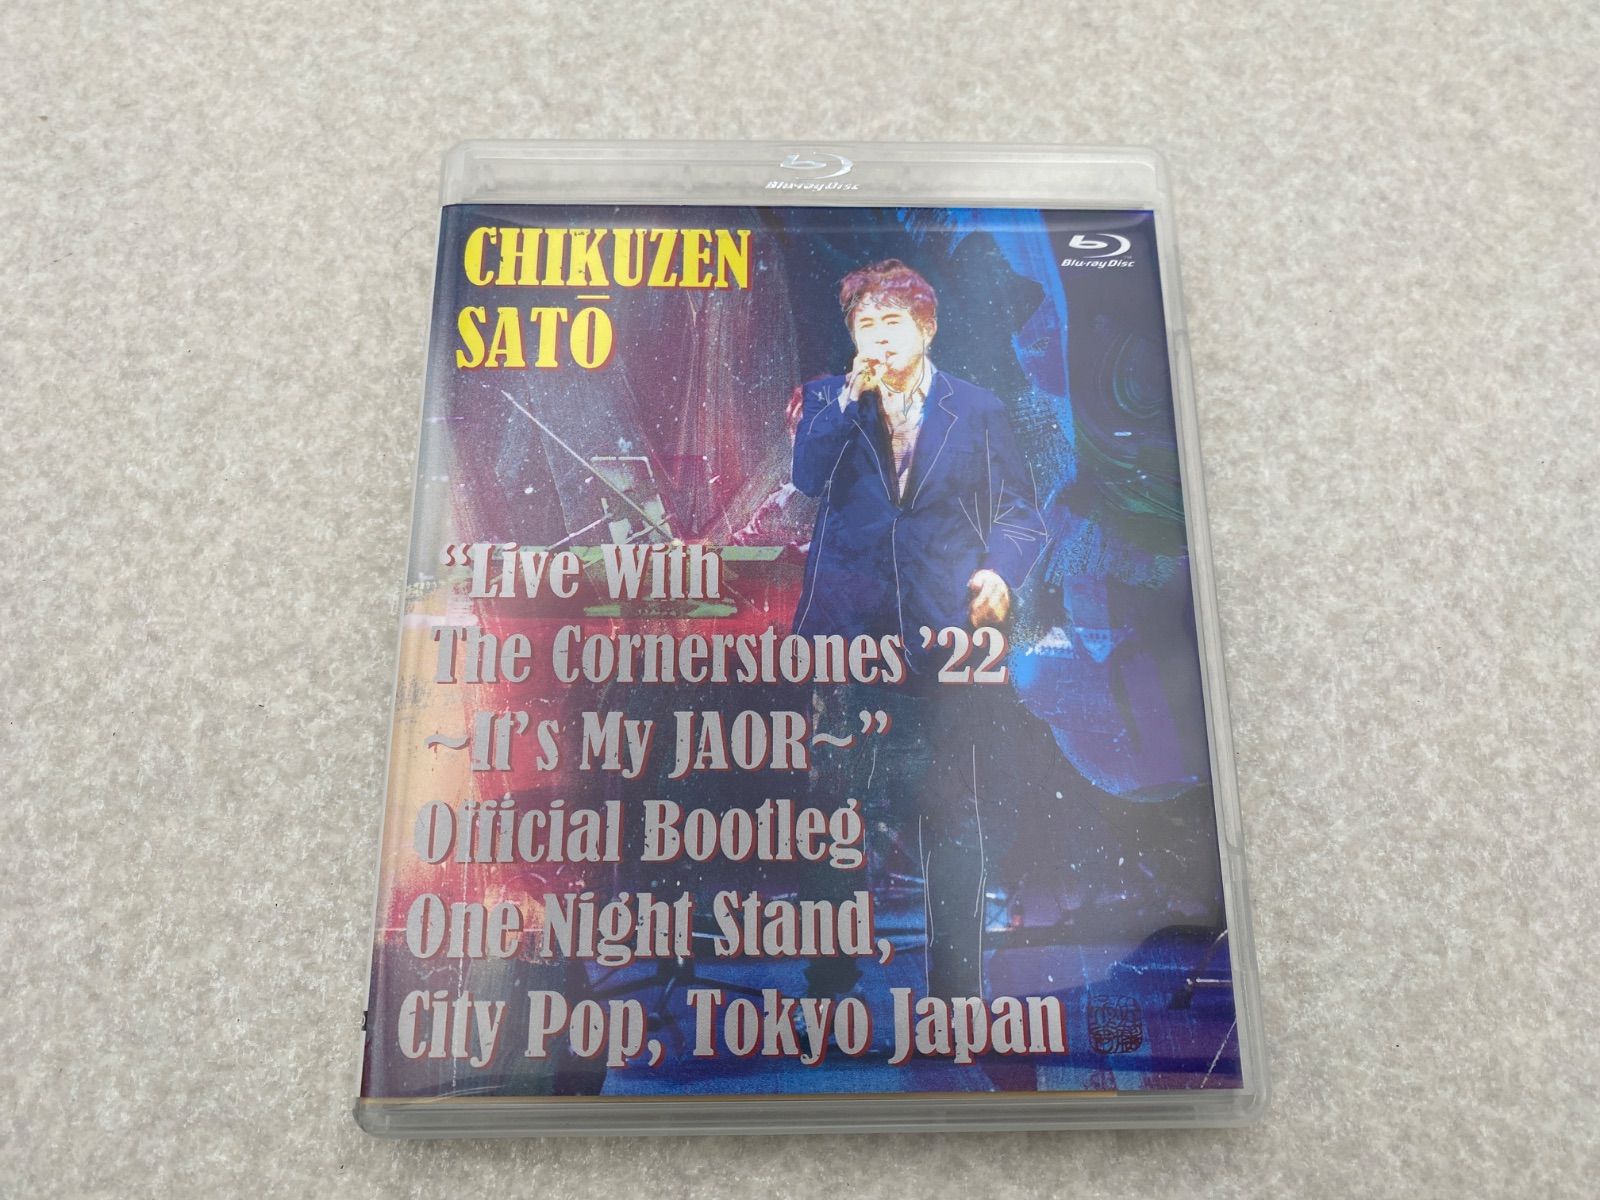 Blu-ray Disc
CHIKUZEN
SATŌ
Blu-ray Disc
TM
“Live With
The Cornerstones ’22
~It’s My JAOR~”
Official Bootleg
One Night Stand,
City Pop, Tokyo Japan